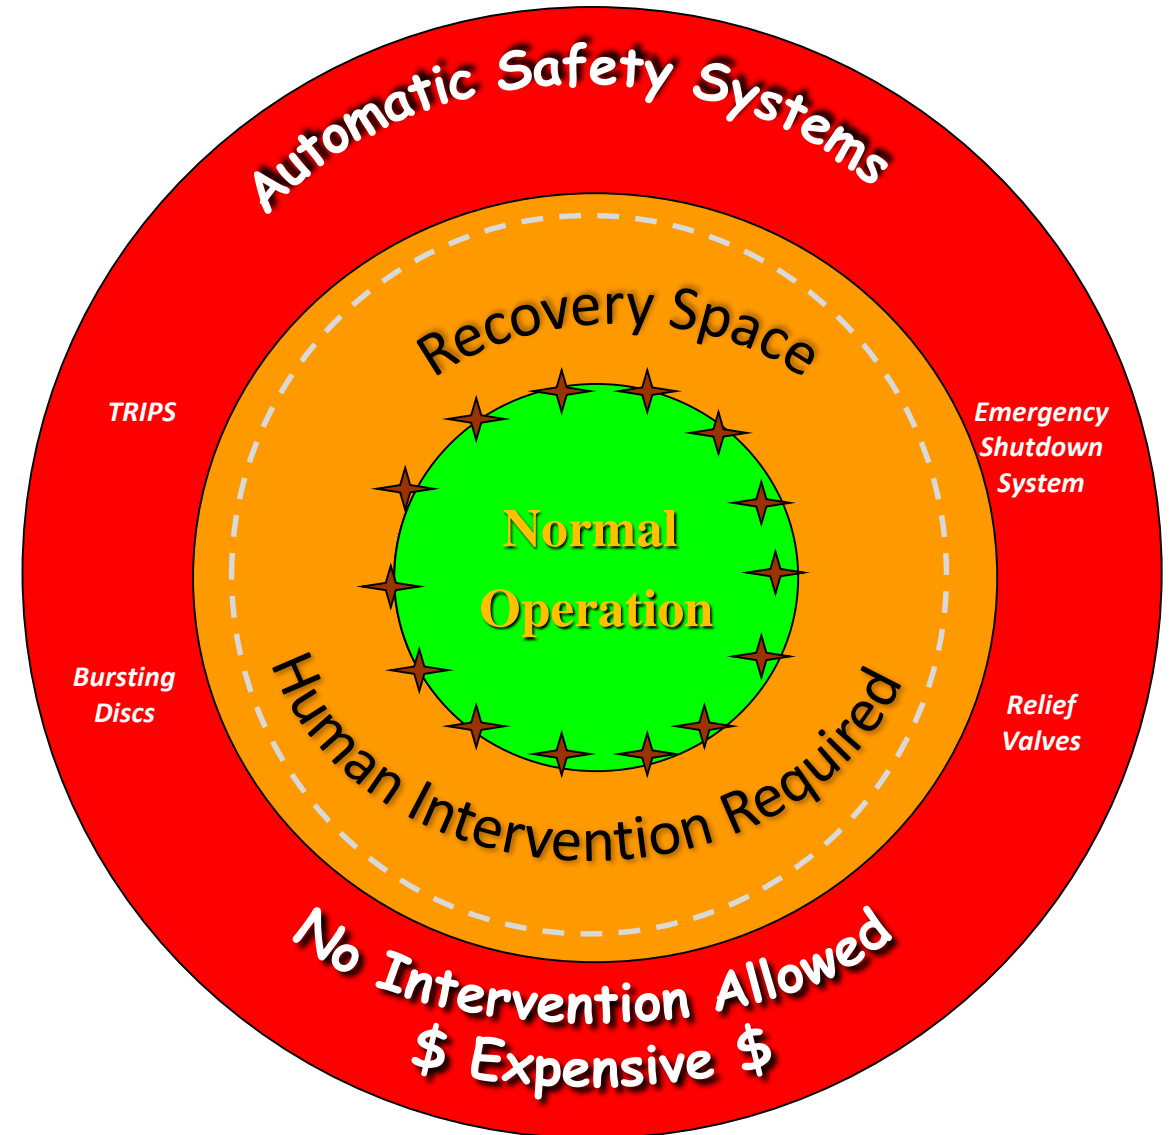 Automatic Safety Systems
Recovery Space
TRIPS
Emergency
Shutdown
System
Normal
Operation
Bursting
Discs
Relief
Valves
Human Intervention Required
No Intervention Allowed
$ Expensive $